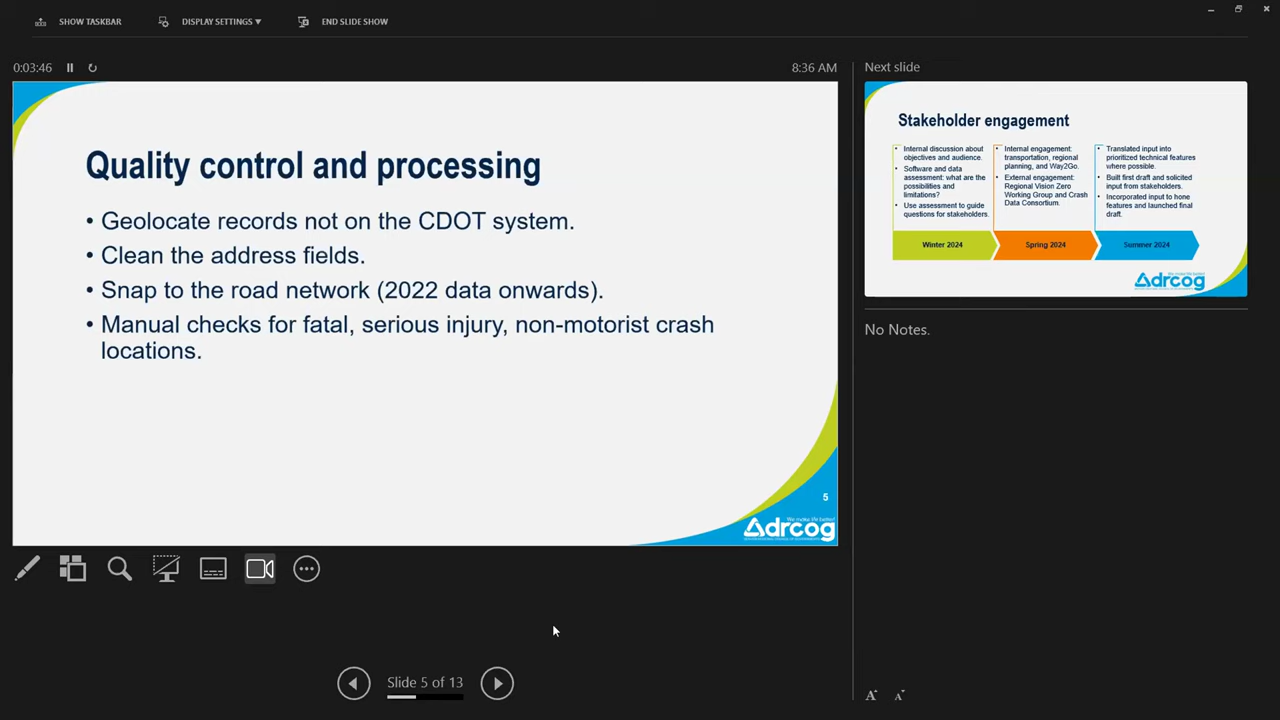 SHOW TASKBAR
DISPLAY SETTINGS
END SLIDE SHOW
0:03:46
8:36 AM
Quality control and processing
• Geolocate records not on the CDOT system.
• Clean the address fields.
• Snap to the road network (2022 data onwards).
• Manual checks for fatal, serious injury, non-motorist crash
locations.
5
We make life better!
drcog
Slide 5 of 13
Next slide
Stakeholder engagement
• Internal discussion about
objectives and audience.
• Software and data
assessment: what are the
possibilities and
limitations?
• Use assessment to guide
questions for stakeholders.
• Internal engagement:
transportation, regional
planning, and Way2Go.
• External engagement:
Regional Vision Zero
Working Group and Crash
Data Consortium.
• Translated input into
prioritized technical features
where possible.
• Built first draft and solicited
input from stakeholders.
• Incorporated input to hone
features and launched final
draft.
Winter 2024
Spring 2024
Summer 2024
drcog
No Notes.
A
A